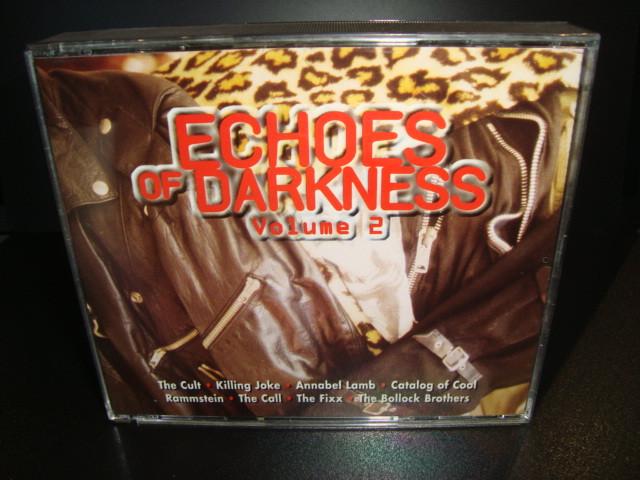 ECHOES
OF DARKNESS
Volume 2
The Cult • Killing Joke • Annabel Lamb • Catalog of Cool
Rammstein • The Call • The Fixx • The Bollock Brothers